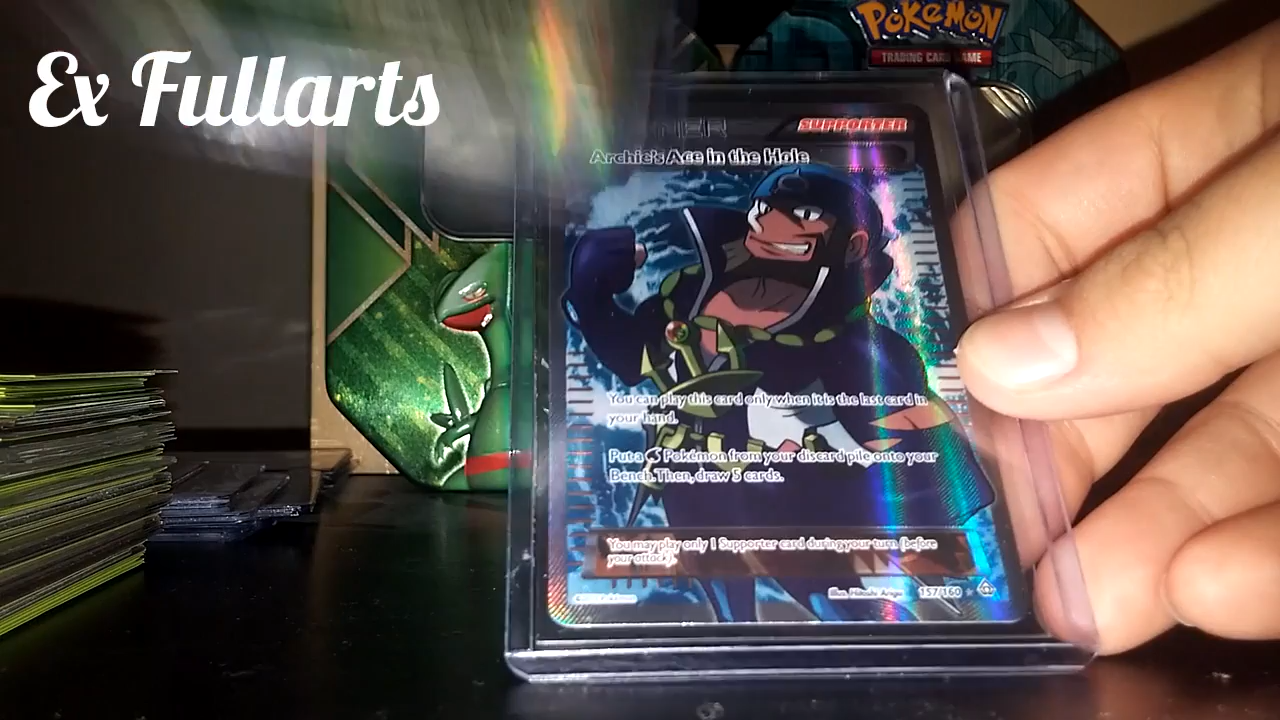 Ex Fullarts
POKéMON
TRADING CARD GAME
SUPPORTER
Archie's Ace in the Hole
You can play this card only when it is the last card in
your hand.
Put a Pokémon from your discard pile onto your
Bench. Then, draw 5 cards.
You may play only 1 Supporter card during your turn (before
your attack).
Illus. Hitoshi Ariga 157/160